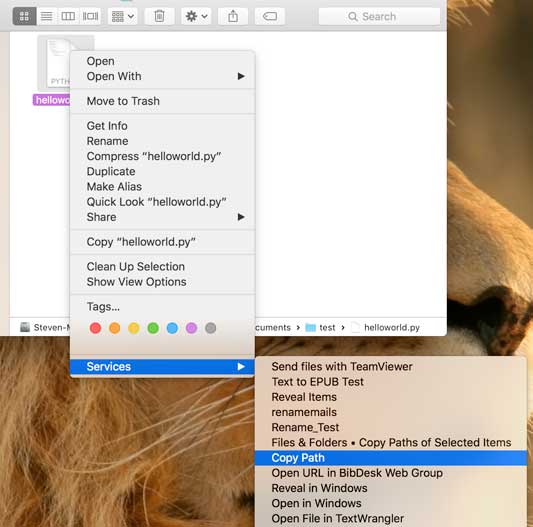 Search
PYTH
hellowo
Open
Open With
Move to Trash
Get Info
Rename
Compress “helloworld.py”
Duplicate
Make Alias
Quick Look “helloworld.py”
Share
Copy “helloworld.py”
Clean Up Selection
Show View Options
Tags...
Steven-M cuments test helloworld.py
Services
Send files with TeamViewer
Text to EPUB Test
Reveal Items
renamemails
Rename_Test
Files & Folders • Copy Paths of Selected Items
Copy Path
Open URL in BibDesk Web Group
Reveal in Windows
Open in Windows
Open File in TextWrangler